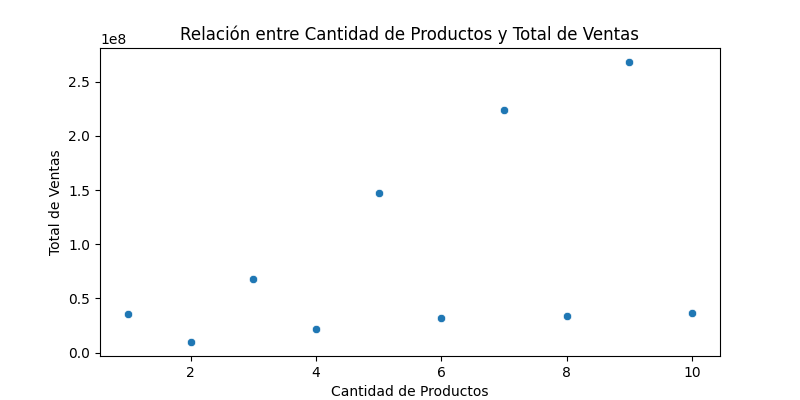 Relación entre Cantidad de Productos y Total de Ventas
1e8
2.5
2.0
1.5
1.0
0.5
0.0
Total de Ventas
2 4 6 8 10
Cantidad de Productos